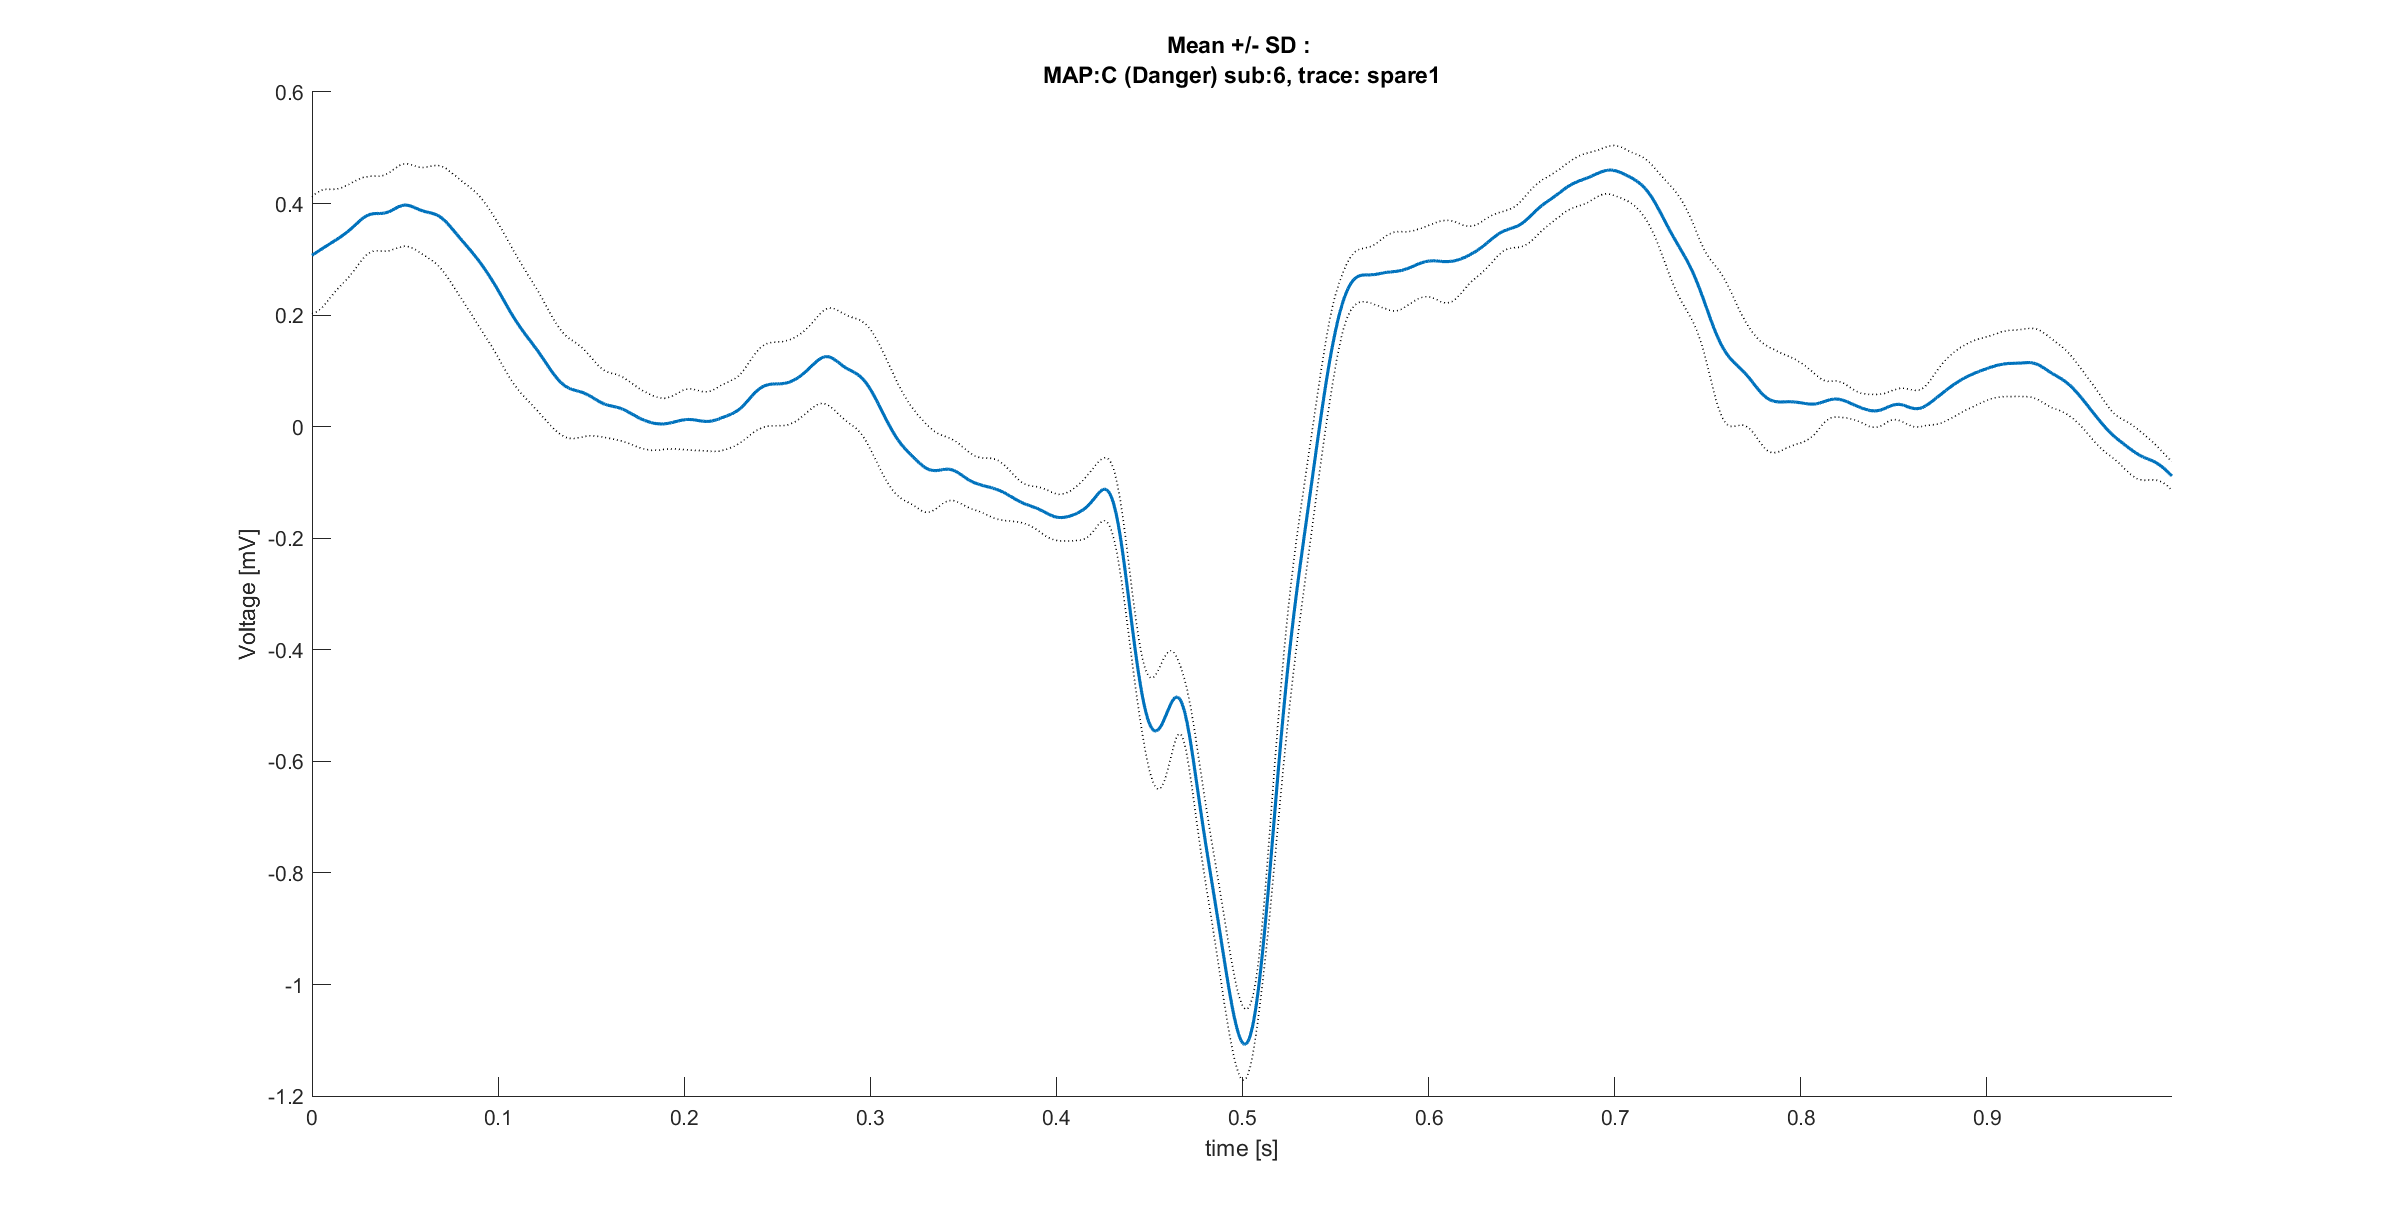 Mean +/- SD :
MAP:C (Danger) sub:6, trace: spare1
0.6
0.4
0.2
0
-0.2
-0.4
-0.6
-0.8
-1
-1.2
Voltage [mV]
0 0.1 0.2 0.3 0.4 0.5 0.6 0.7 0.8 0.9
time [s]